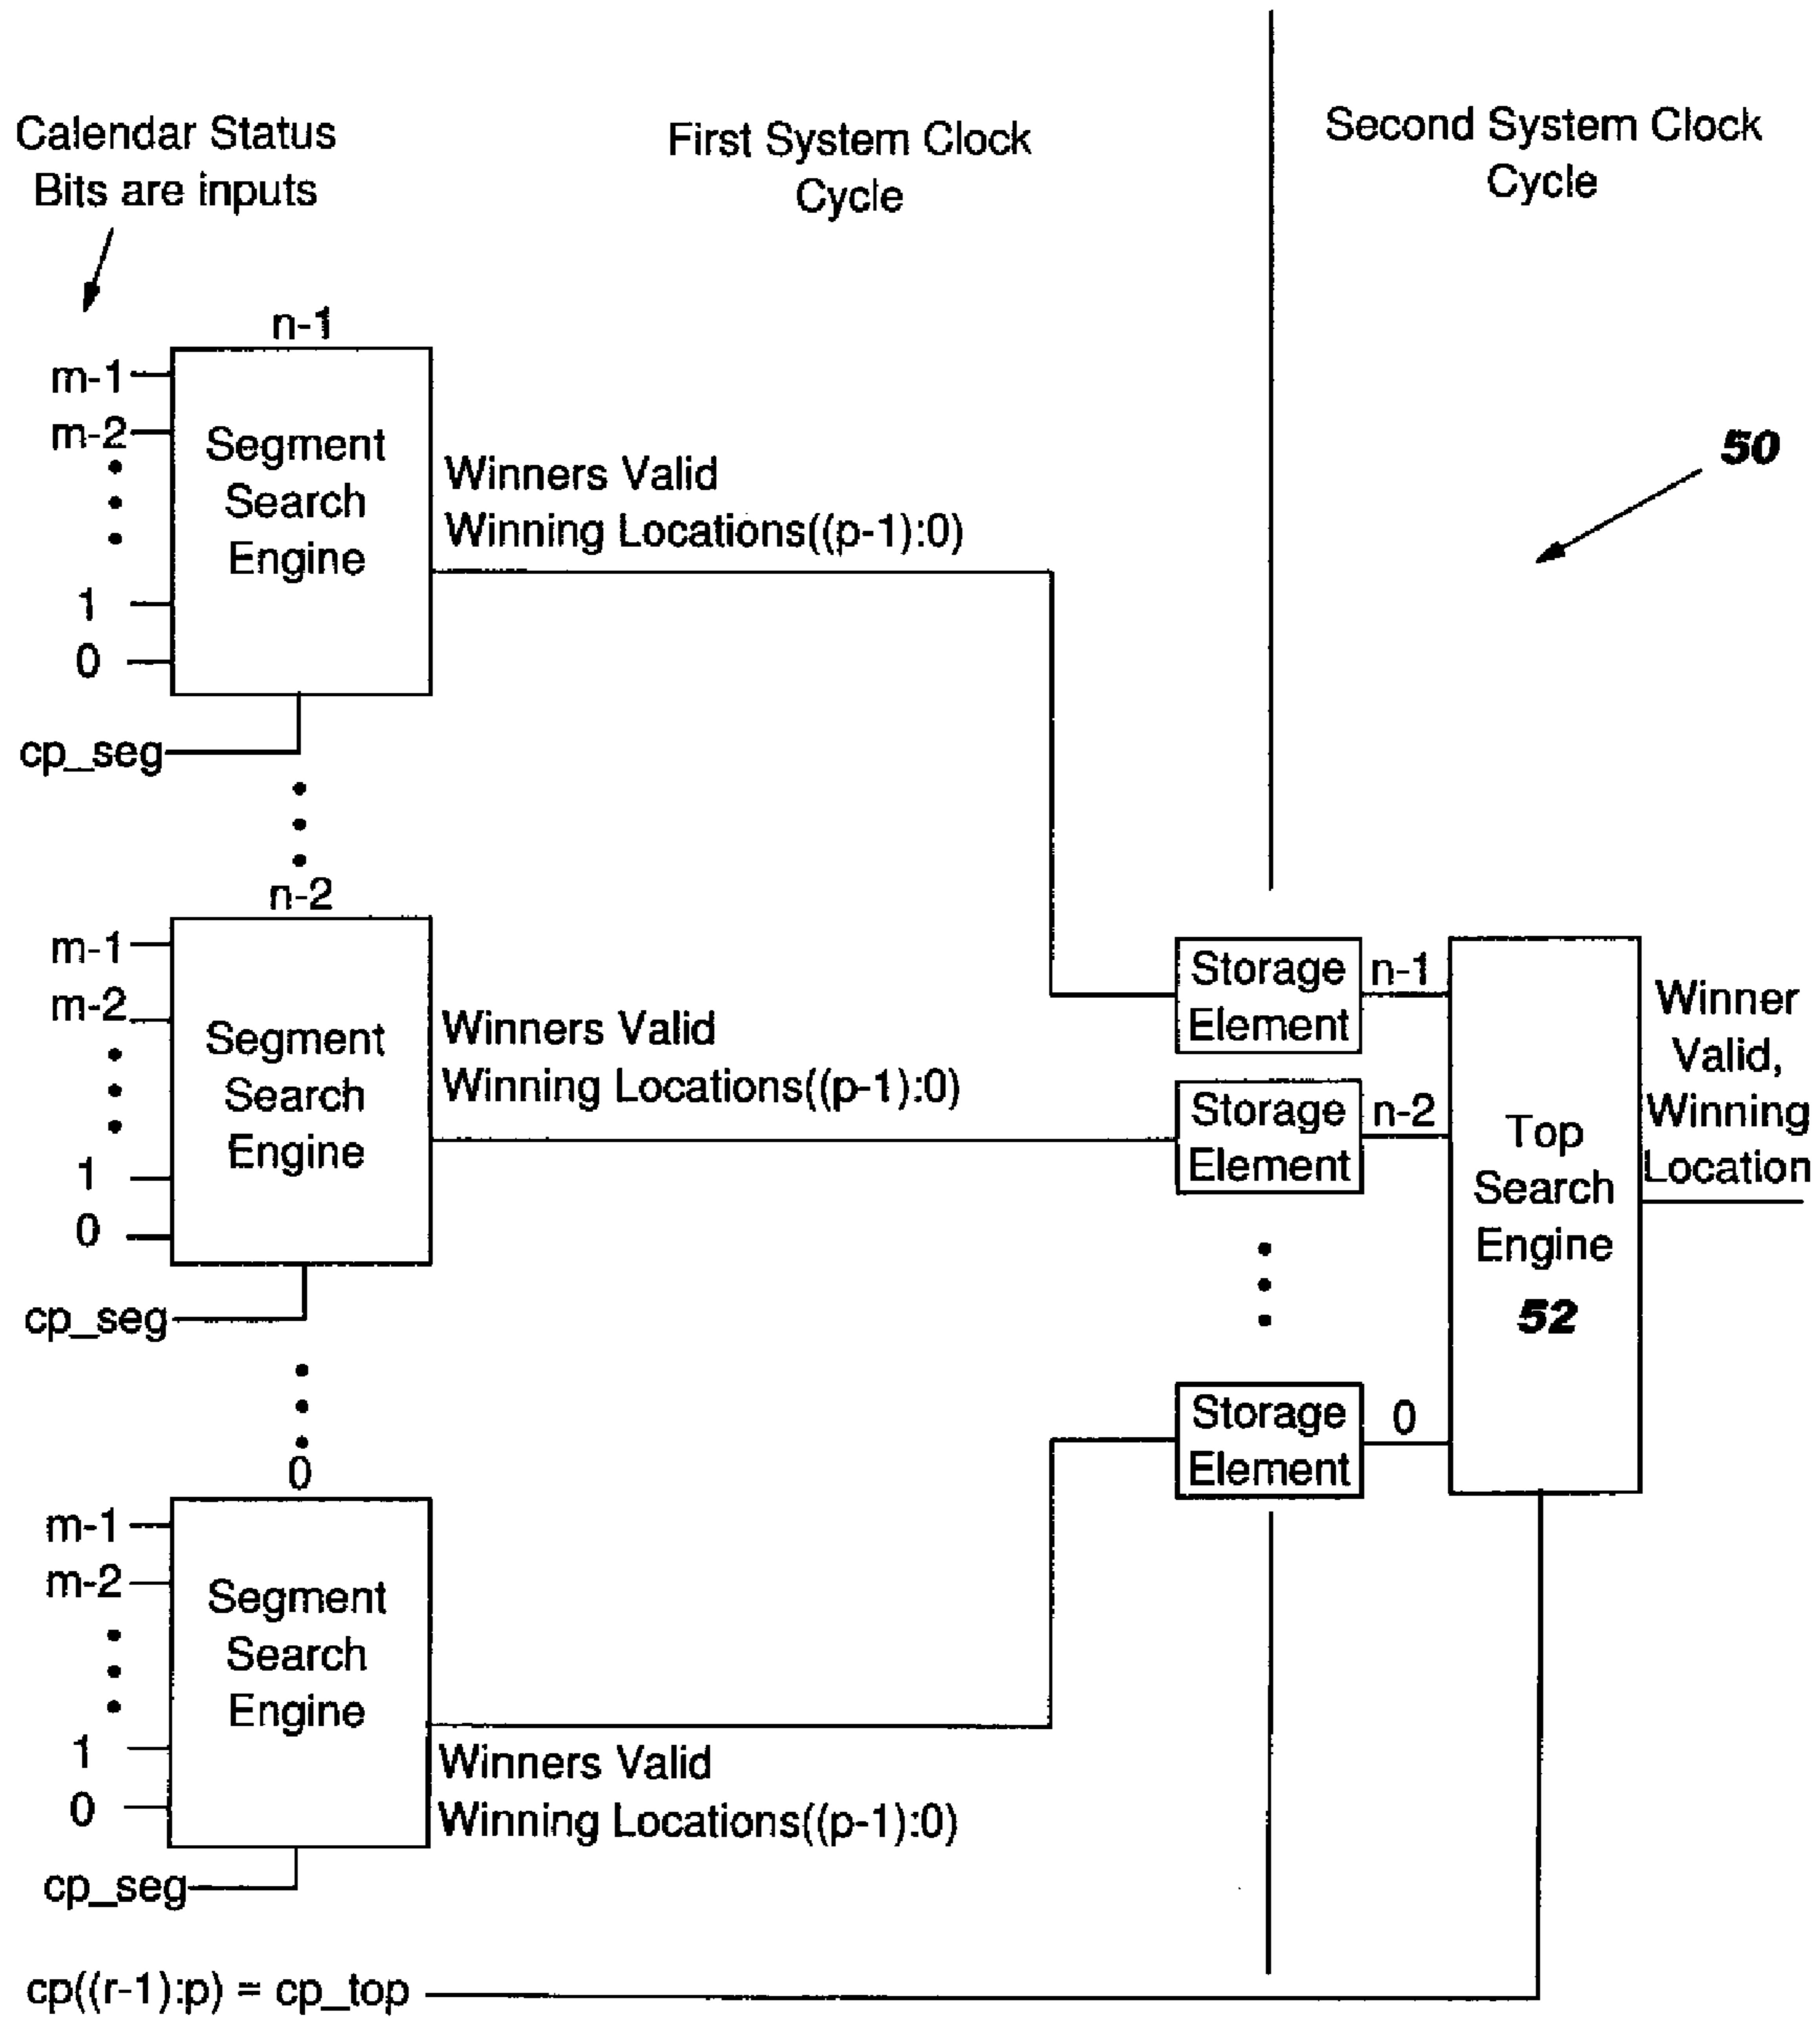 Calendar Status
Bits are inputs
First System Clock
Cycle
Second System Clock
Cycle
50
n-1
m-1
m-2
1
0
Segment
Search
Engine
Winners Valid
Winning Locations((p-1):0)
cp_seg
n-2
m-1
m-2
1
0
Segment
Search
Engine
Winners Valid
Winning Locations((p-1):0)
cp_seg
0
m-1
m-2
1
0
Segment
Search
Engine
Winners Valid
Winning Locations((p-1):0)
cp_seg
Storage
Element
n-1
Storage
Element
n-2
Storage
Element
0
Top
Search
Engine
52
Winner
Valid,
Winning
Location
cp((r-1):p) = cp_top